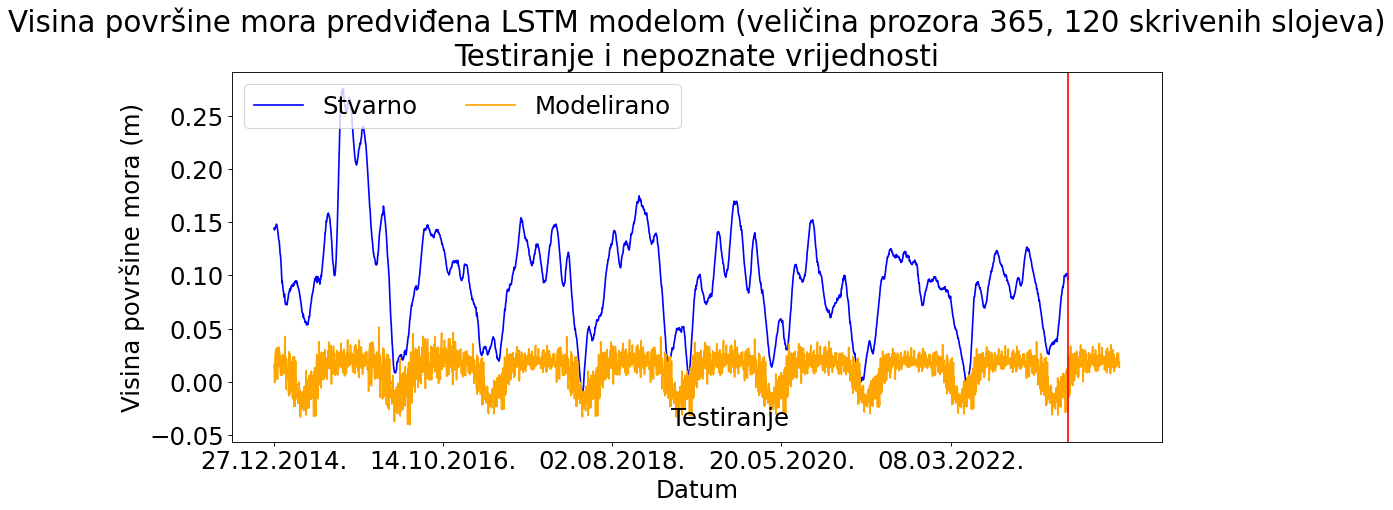 Visina površine mora predviđena LSTM modelom (veličina prozora 365, 120 skrivenih slojeva)
Testiranje i nepoznate vrijednosti
Stvarno Modelirano
Visina površine mora (m)
0.25
0.20
0.15
0.10
0.05
0.00
−0.05
Testiranje
27.12.2014. 14.10.2016. 02.08.2018. 20.05.2020. 08.03.2022.
Datum